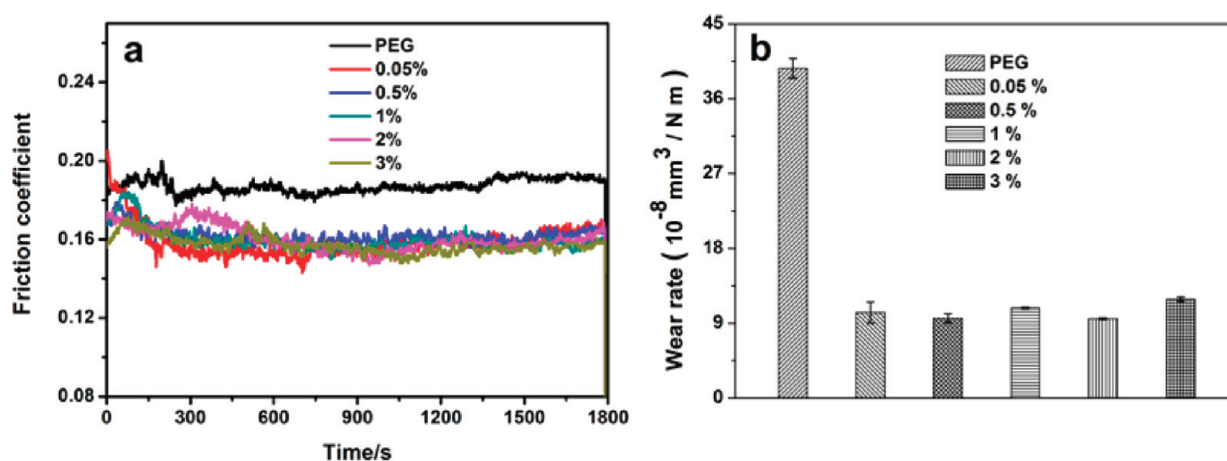 a
PEG
0.05%
0.5%
1%
2%
3%
0.24
0.20
0.16
0.12
0.08
Friction coefficient
0 300 600 900 1200 1500 1800
Time/s
b
PEG
0.05 %
0.5 %
1 %
2 %
3 %
45
36
27
18
9
0
Wear rate ( 10⁻⁸ mm³ / N m )